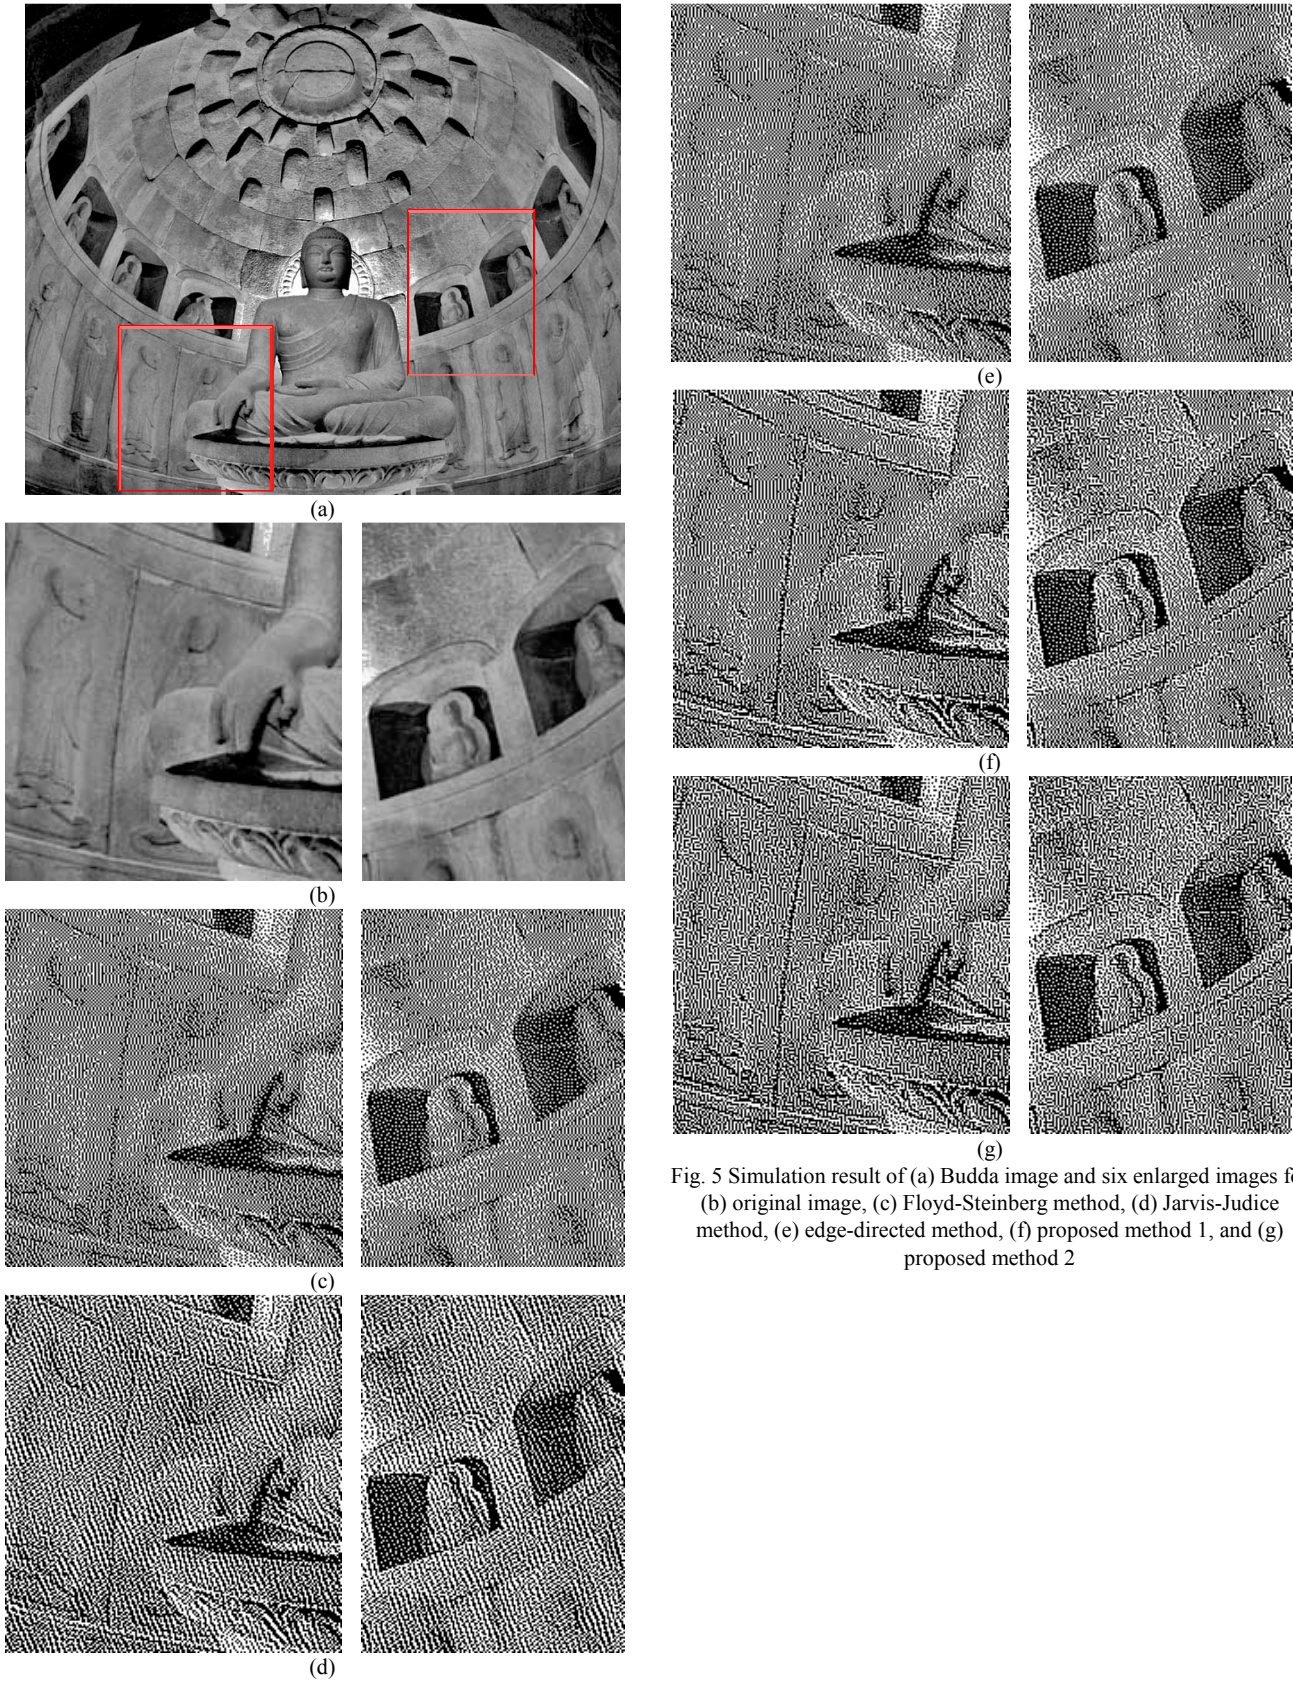 (a)
(b)
(c)
(d)
(e)
(f)
(g)
Fig. 5 Simulation result of (a) Budda image and six enlarged images
(b) original image, (c) Floyd-Steinberg method, (d) Jarvis-Judice
method, (e) edge-directed method, (f) proposed method 1, and (g)
proposed method 2